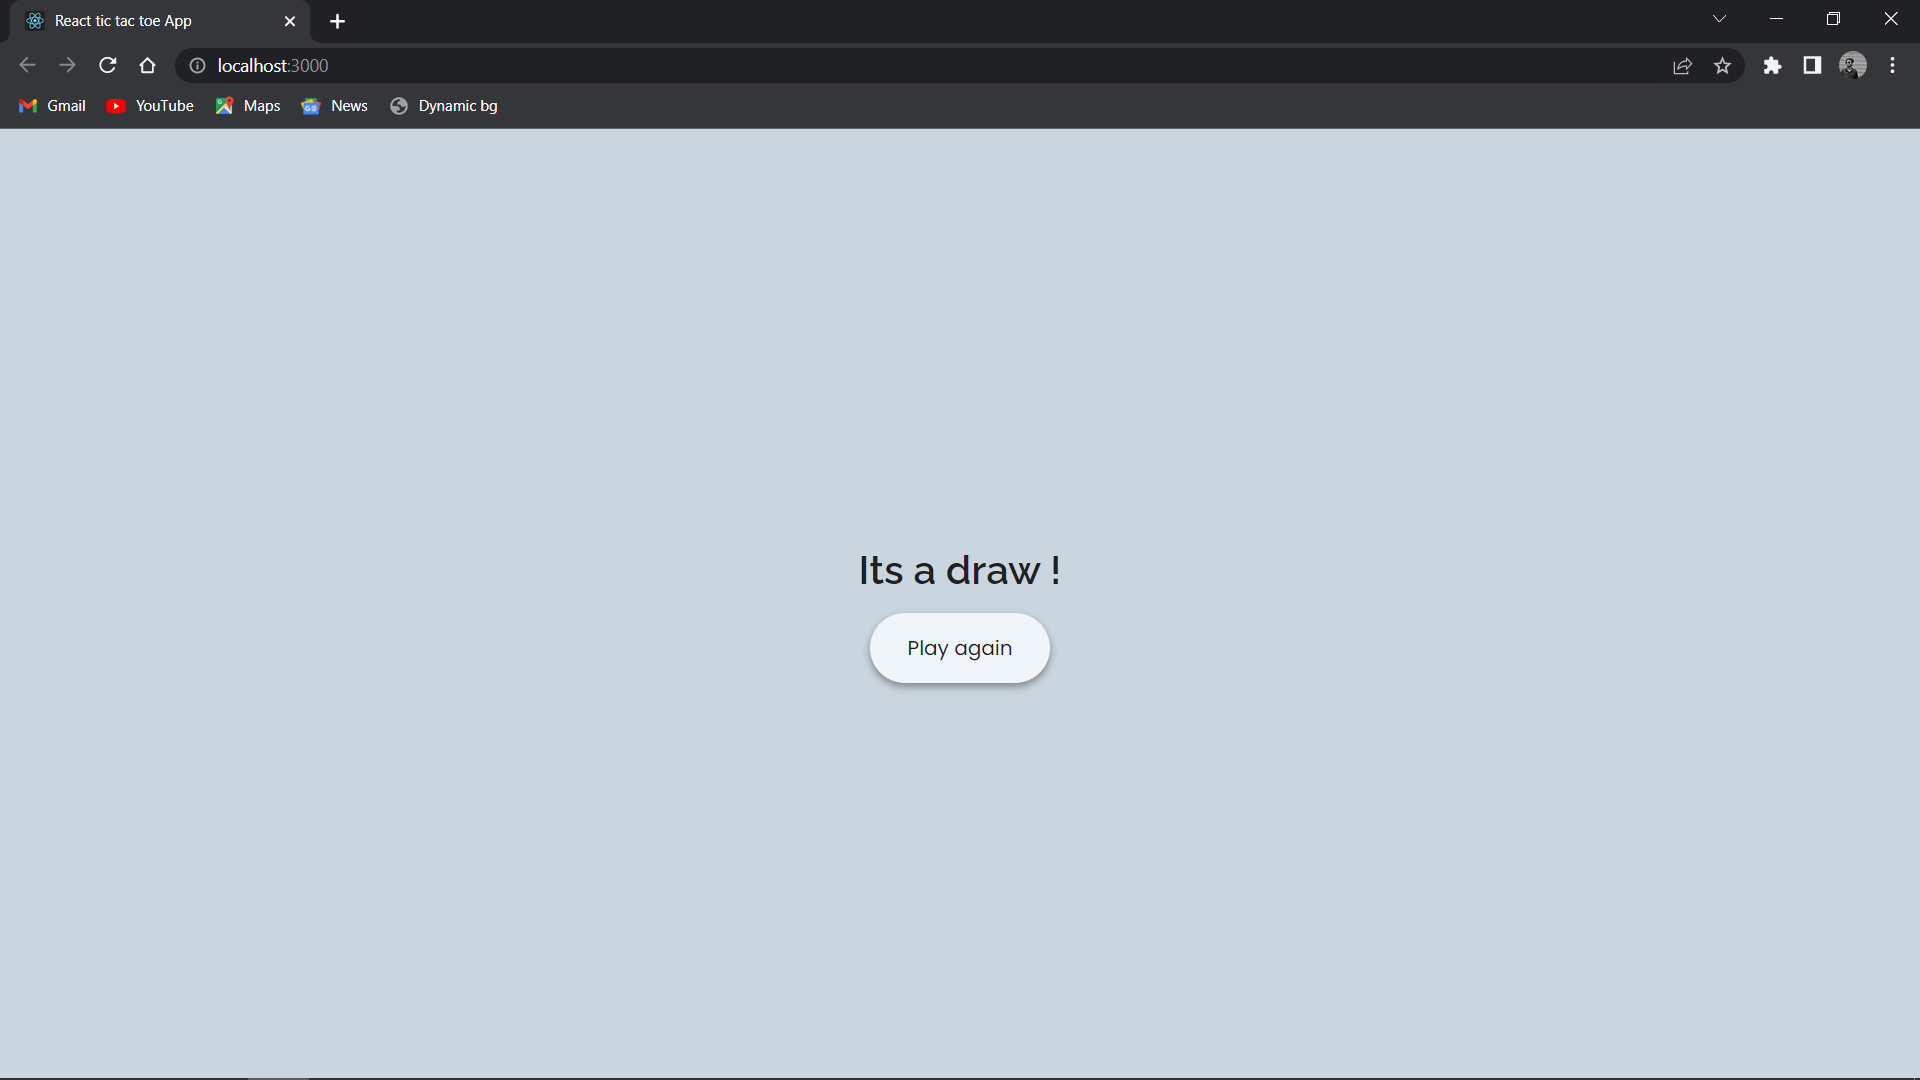 React tic tac toe App
localhost:3000
Gmail YouTube Maps News Dynamic bg
Its a draw !
Play again